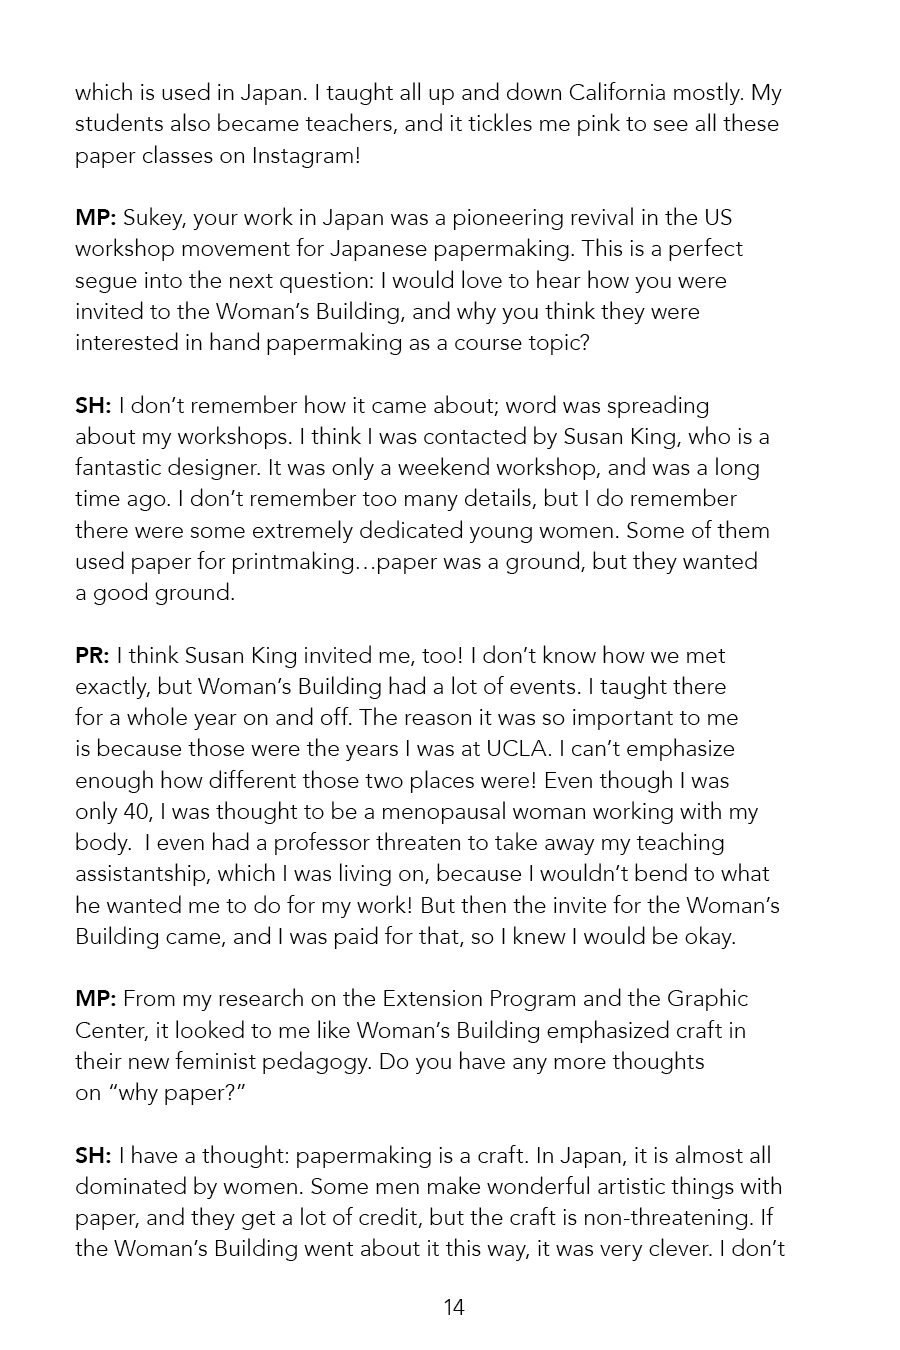 which is used in Japan. I taught all up and down California mostly. My
students also became teachers, and it tickles me pink to see all these
paper classes on Instagram!
MP: Sukey, your work in Japan was a pioneering revival in the US
workshop movement for Japanese papermaking. This is a perfect
segue into the next question: I would love to hear how you were
invited to the Woman’s Building, and why you think they were
interested in hand papermaking as a course topic?
SH: I don’t remember how it came about; word was spreading
about my workshops. I think I was contacted by Susan King, who is a
fantastic designer. It was only a weekend workshop, and was a long
time ago. I don’t remember too many details, but I do remember
there were some extremely dedicated young women. Some of them
used paper for printmaking…paper was a ground, but they wanted
a good ground.
PR: I think Susan King invited me, too! I don’t know how we met
exactly, but Woman’s Building had a lot of events. I taught there
for a whole year on and off. The reason it was so important to me
is because those were the years I was at UCLA. I can’t emphasize
enough how different those two places were! Even though I was
only 40, I was thought to be a menopausal woman working with my
body.  I even had a professor threaten to take away my teaching
assistantship, which I was living on, because I wouldn’t bend to what
he wanted me to do for my work! But then the invite for the Woman’s
Building came, and I was paid for that, so I knew I would be okay.
MP: From my research on the Extension Program and the Graphic
Center, it looked to me like Woman’s Building emphasized craft in
their new feminist pedagogy. Do you have any more thoughts
on “why paper?”
SH: I have a thought: papermaking is a craft. In Japan, it is almost all
dominated by women. Some men make wonderful artistic things with
paper, and they get a lot of credit, but the craft is non-threatening. If
the Woman’s Building went about it this way, it was very clever. I don’t
14